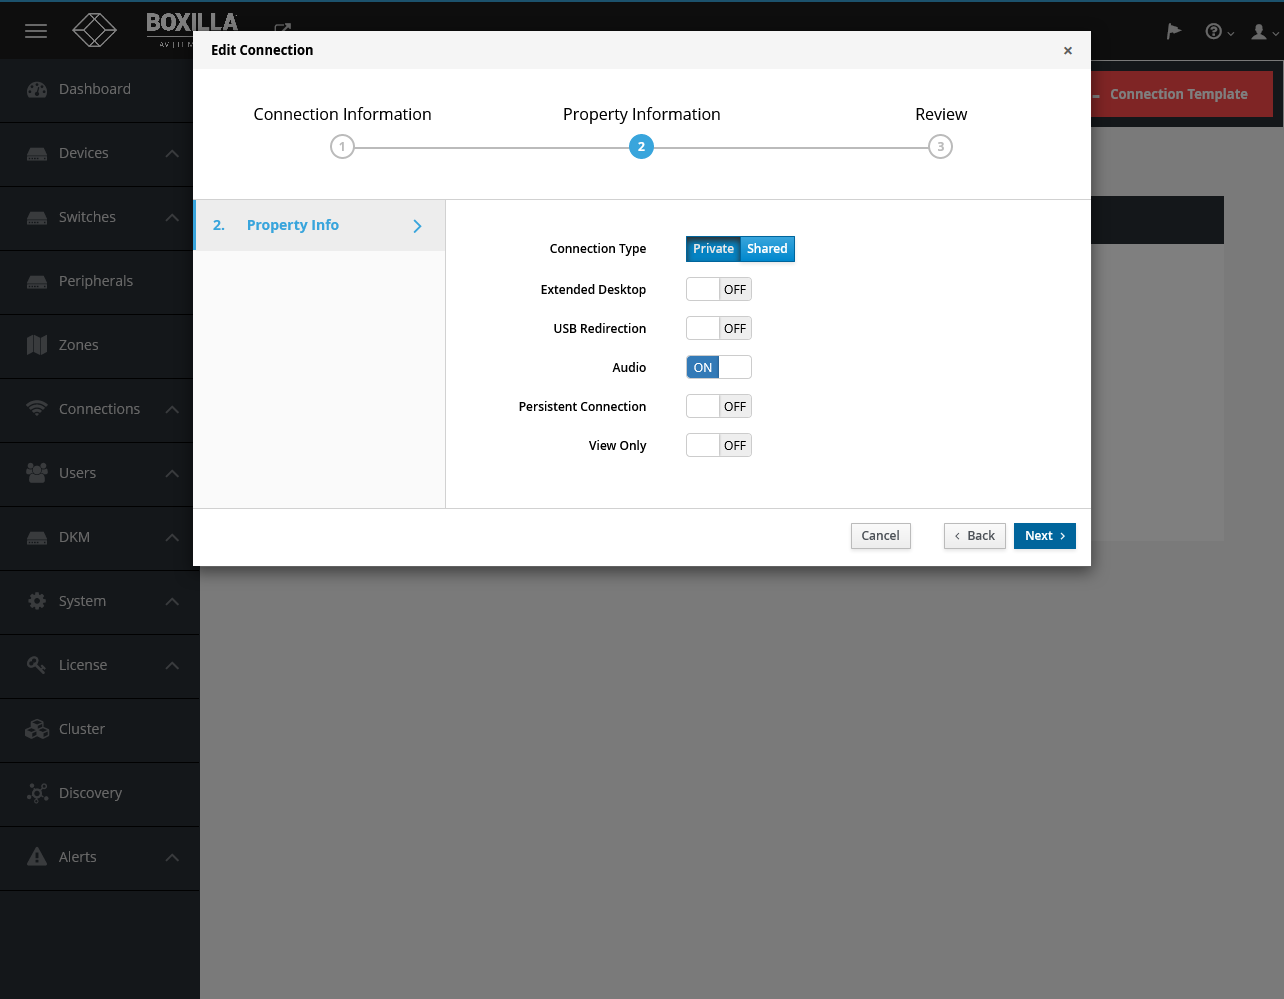 BOXILLA
Edit Connection
×
Connection Template
Connection Information
Property Information
Review
1
2
3
Dashboard
Devices
Switches
Peripherals
Zones
Connections
Users
DKM
System
License
Cluster
Discovery
Alerts
2. Property Info
Connection Type Private Shared
Extended Desktop OFF
USB Redirection OFF
Audio ON
Persistent Connection OFF
View Only OFF
Cancel
‹ Back
Next ›